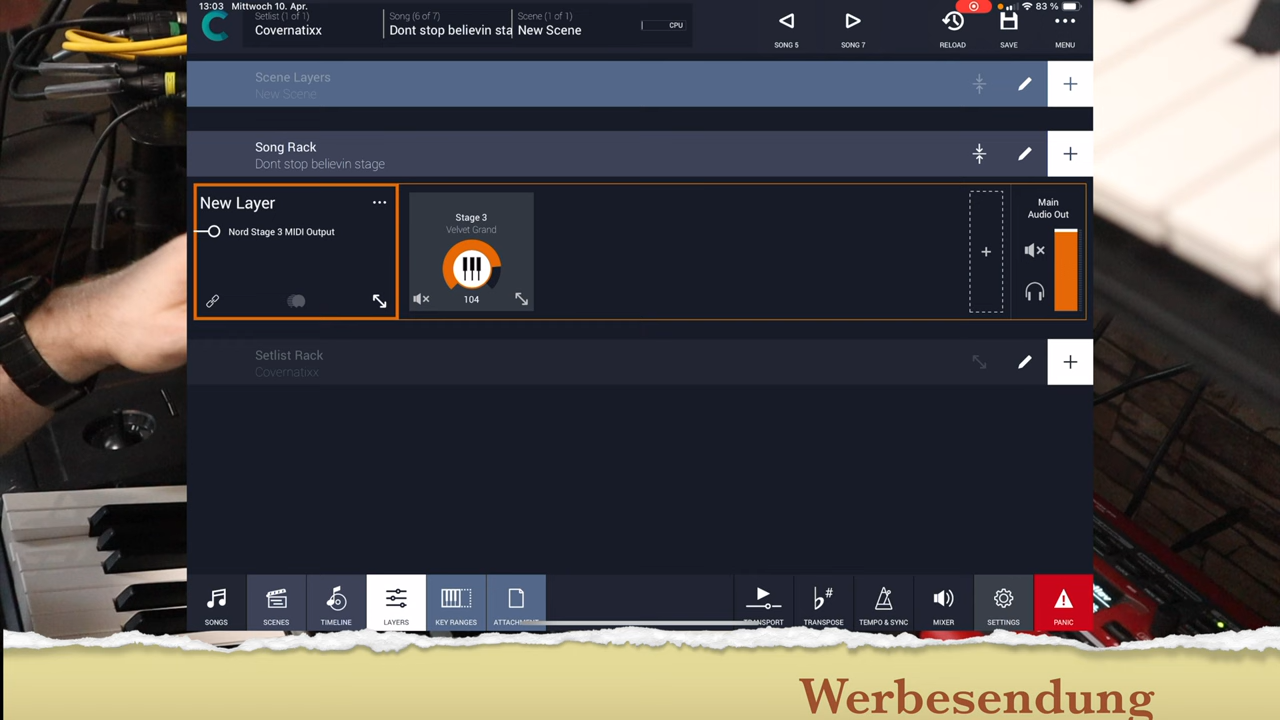 13:03 Mittwoch 10. Apr.
83 %
Setlist (1 of 1)
Covernatixx
Song (6 of 7)
Dont stop believin sta
Scene (1 of 1)
New Scene
CPU
SONG 5
SONG 7
RELOAD
SAVE
MENU
Scene Layers
New Scene
Song Rack
Dont stop believin stage
New Layer
Nord Stage 3 MIDI Output
Stage 3
Velvet Grand
104
Main
Audio Out
Setlist Rack
Covernatixx
SONGS
SCENES
TIMELINE
LAYERS
KEY RANGES
ATTACHM
TRANSPORT
TRANSPOSE
TEMPO & SYNC
MIXER
SETTINGS
PANIC
Werbesendung